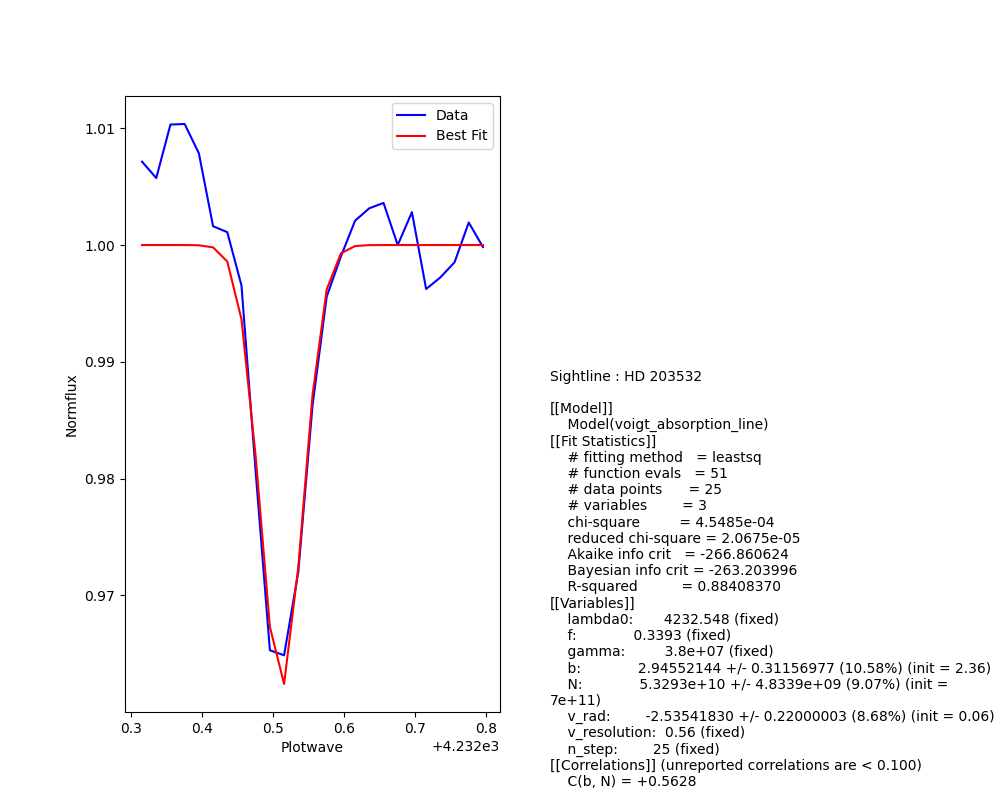 1.01
1.00
0.99
0.98
0.97
Normflux
0.3 0.4 0.5 0.6 0.7 0.8
Plotwave
+4.232e3
Data
Best Fit
Sightline : HD 203532
[[Model]]
Model(voigt_absorption_line)
[[Fit Statistics]]
# fitting method = leastsq
# function evals = 51
# data points = 25
# variables = 3
chi-square = 4.5485e-04
reduced chi-square = 2.0675e-05
Akaike info crit = -266.860624
Bayesian info crit = -263.203996
R-squared = 0.88408370
[[Variables]]
lambda0: 4232.548 (fixed)
f: 0.3393 (fixed)
gamma: 3.8e+07 (fixed)
b: 2.94552144 +/- 0.31156977 (10.58%) (init = 2.36)
N: 5.3293e+10 +/- 4.8339e+09 (9.07%) (init =
7e+11)
v_rad: -2.53541830 +/- 0.22000003 (8.68%) (init = 0.06)
v_resolution: 0.56 (fixed)
n_step: 25 (fixed)
[[Correlations]] (unreported correlations are < 0.100)
C(b, N) = +0.5628